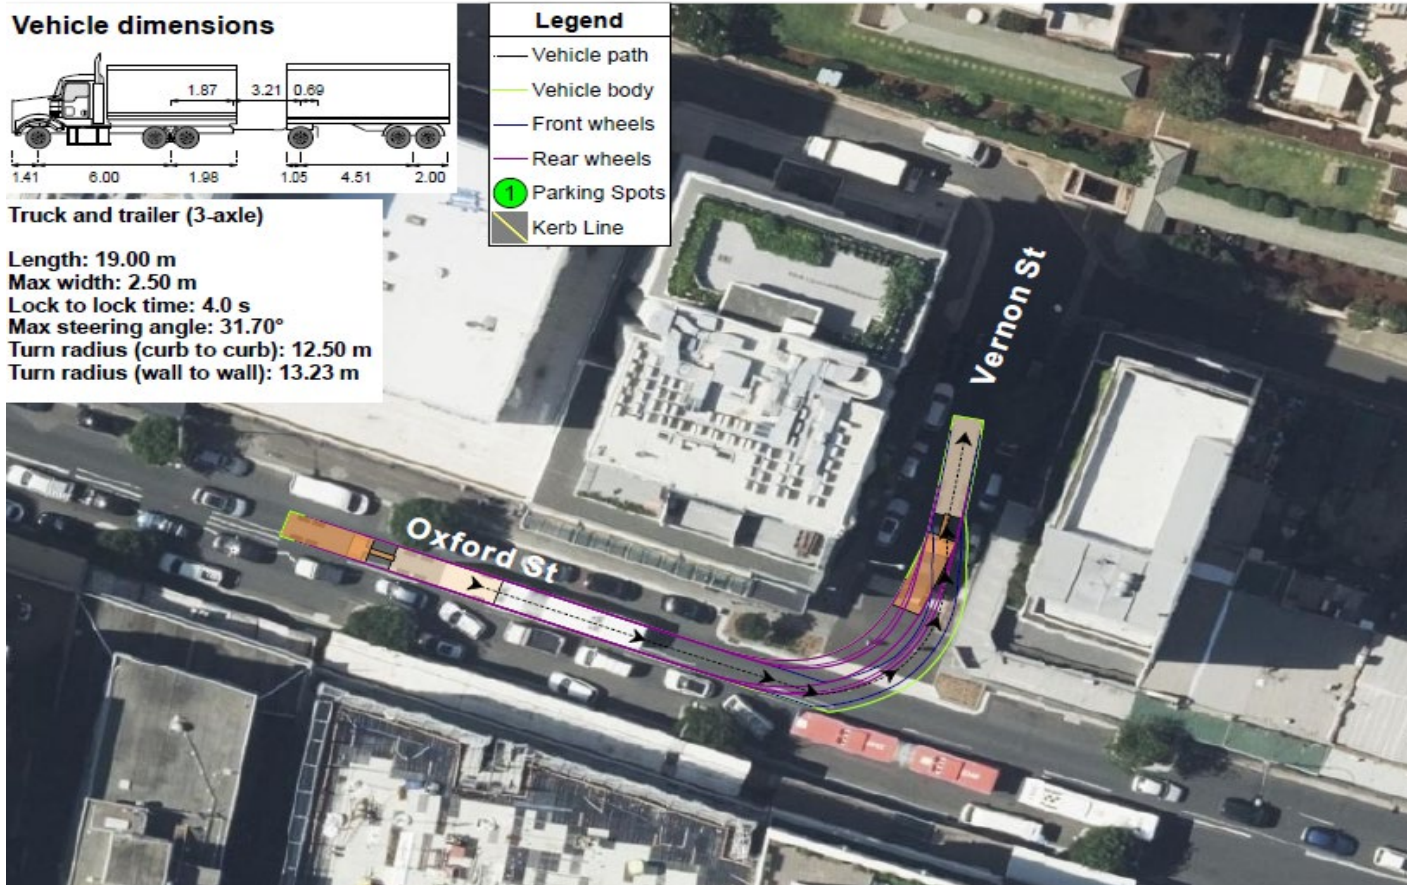 Vehicle dimensions
1.87 3.21 0.69
1.41 6.00 1.98 1.05 4.51 2.00
Truck and trailer (3-axle)
Length: 19.00 m
Max width: 2.50 m
Lock to lock time: 4.0 s
Max steering angle: 31.70°
Turn radius (curb to curb): 12.50 m
Turn radius (wall to wall): 13.23 m
Legend
Vehicle path
Vehicle body
Front wheels
Rear wheels
1 Parking Spots
Kerb Line
Vernon St
Oxford St